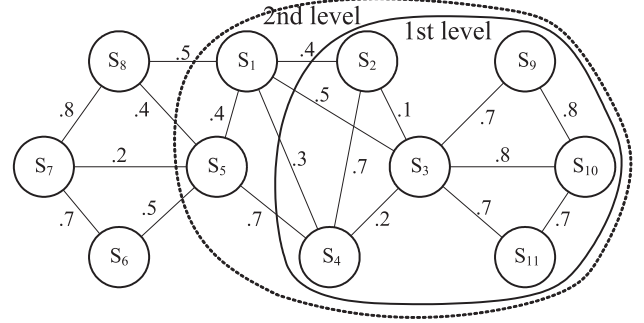 2nd level
1st level
S8 .5 S1 .4 S2 S9
.8 .4 .4 .5 .1 .7 .8
S7 .2 S5 .3 .7 S3 .8 S10
.7 .5 .7 .2 .7 .7
S6 S4 S11